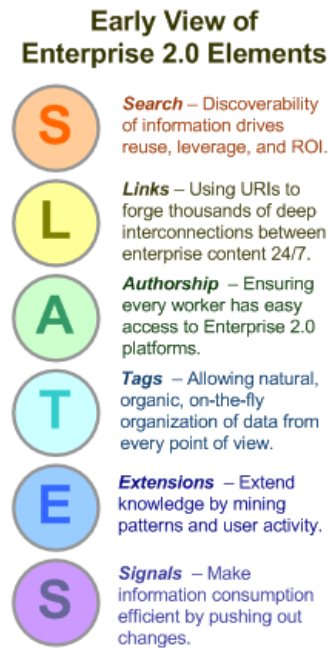 Early View of
Enterprise 2.0 Elements
S
Search – Discoverability
of information drives
reuse, leverage, and ROI.
L
Links – Using URIs to
forge thousands of deep
interconnections between
enterprise content 24/7.
A
Authorship – Ensuring
every worker has easy
access to Enterprise 2.0
platforms.
T
Tags – Allowing natural,
organic, on-the-fly
organization of data from
every point of view.
E
Extensions – Extend
knowledge by mining
patterns and user activity.
S
Signals – Make
information consumption
efficient by pushing out
changes.